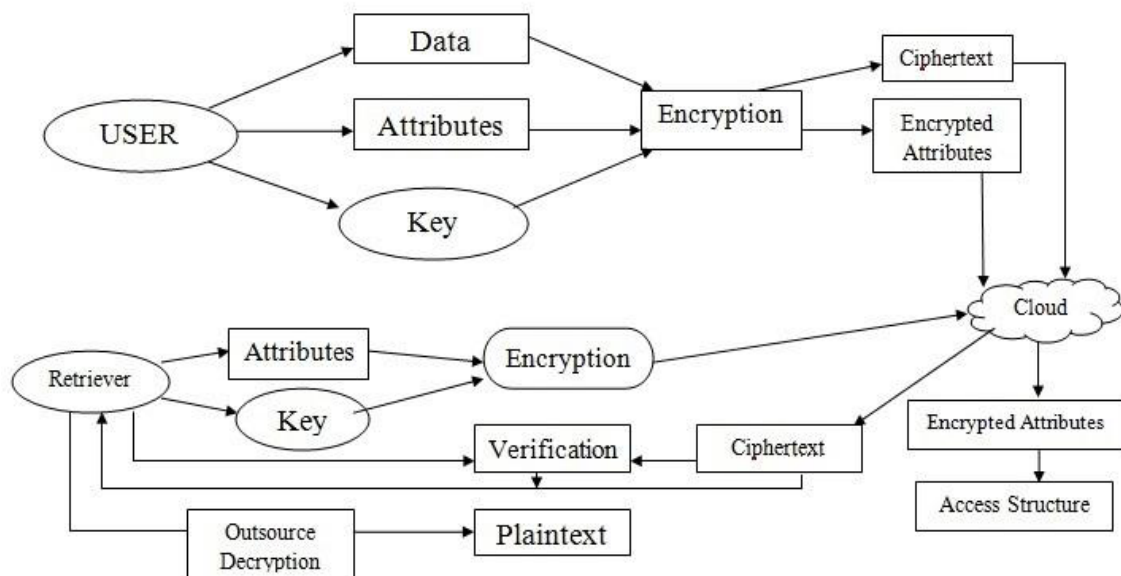 Data
Ciphertext
USER
Attributes
Encryption
Encrypted
Attributes
Key
Cloud
Retriever
Attributes
Encryption
Key
Encrypted Attributes
Verification
Ciphertext
Access Structure
Outsource
Decryption
Plaintext